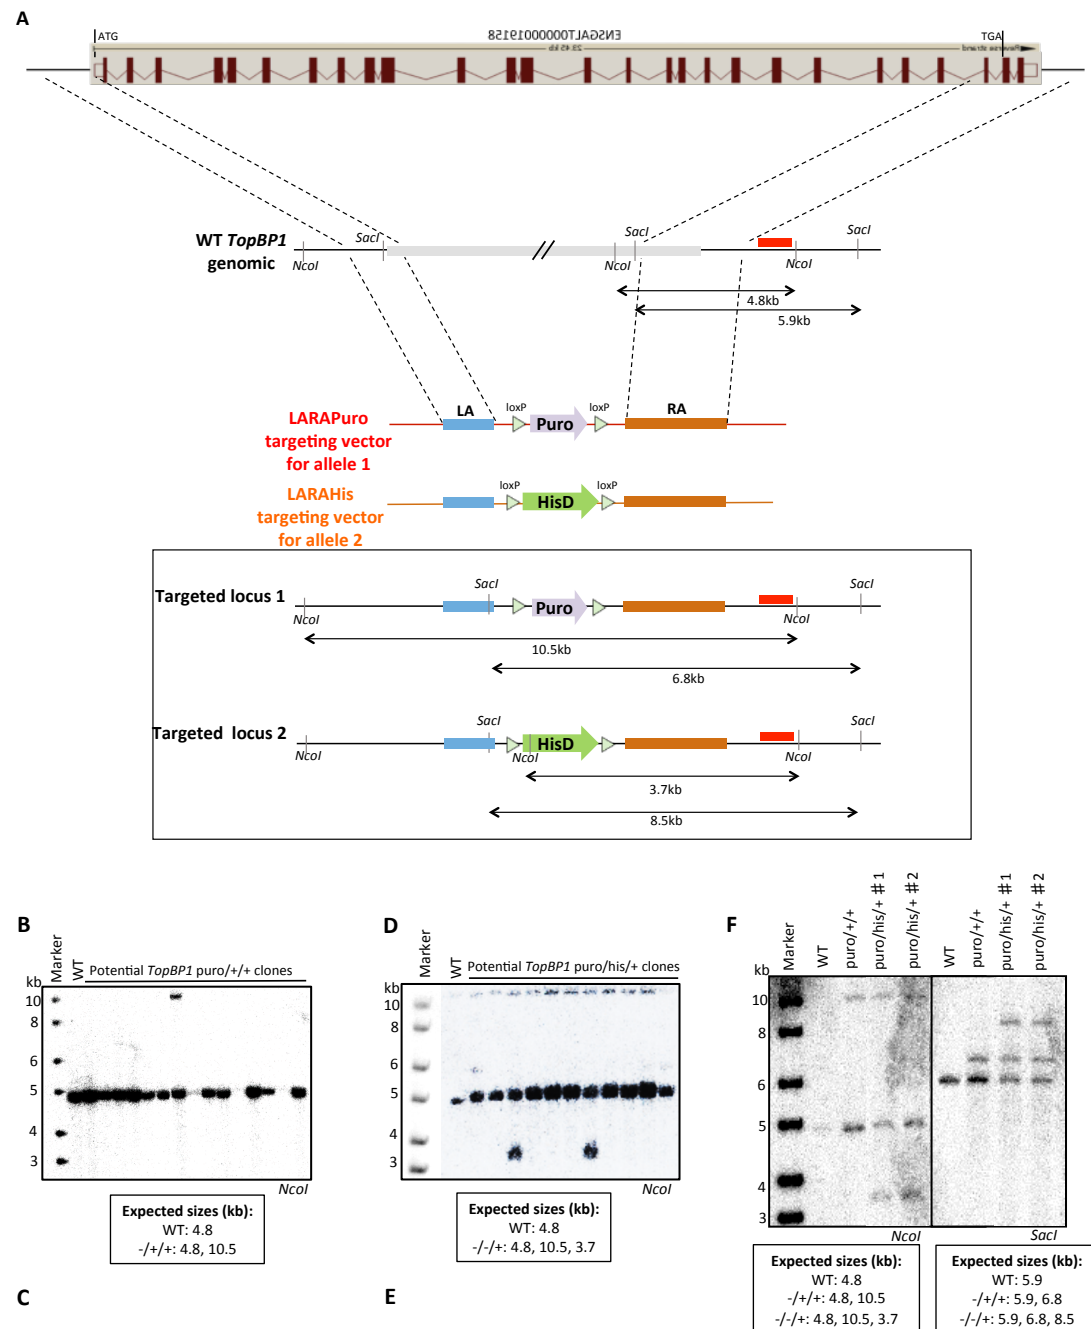 A
ENSGALT00000019158
ATG
TGA
23.45 kb
Reverse strand
WT TopBP1
genomic
SacI
SacI
SacI
NcoI
NcoI
NcoI
4.8kb
5.9kb
LARAPuro
targeting vector
for allele 1
LA
loxP
Puro
loxP
RA
LARAHis
targeting vector
for allele 2
loxP
HisD
loxP
Targeted locus 1
SacI
SacI
Puro
NcoI
NcoI
10.5kb
6.8kb
Targeted locus 2
SacI
SacI
HisD
NcoI
NcoI
NcoI
3.7kb
8.5kb
B
Marker
WT
Potential TopBP1 puro/+/+ clones
kb
10
8
6
5
4
3
NcoI
Expected sizes (kb):
WT: 4.8
-/+/+: 4.8, 10.5
D
Marker
WT
Potential TopBP1 puro/his/+ clones
kb
10
8
6
5
4
3
NcoI
Expected sizes (kb):
WT: 4.8
-/-/+: 4.8, 10.5, 3.7
F
Marker
WT
puro/+/+
puro/his/+ #1
puro/his/+ #2
WT
puro/+/+
puro/his/+ #1
puro/his/+ #2
kb
10
8
6
5
4
3
NcoI
SacI
Expected sizes (kb):
WT: 4.8
-/+/+: 4.8, 10.5
-/-/+: 4.8, 10.5, 3.7
Expected sizes (kb):
WT: 5.9
-/+/+: 5.9, 6.8
-/-/+: 5.9, 6.8, 8.5
C
E